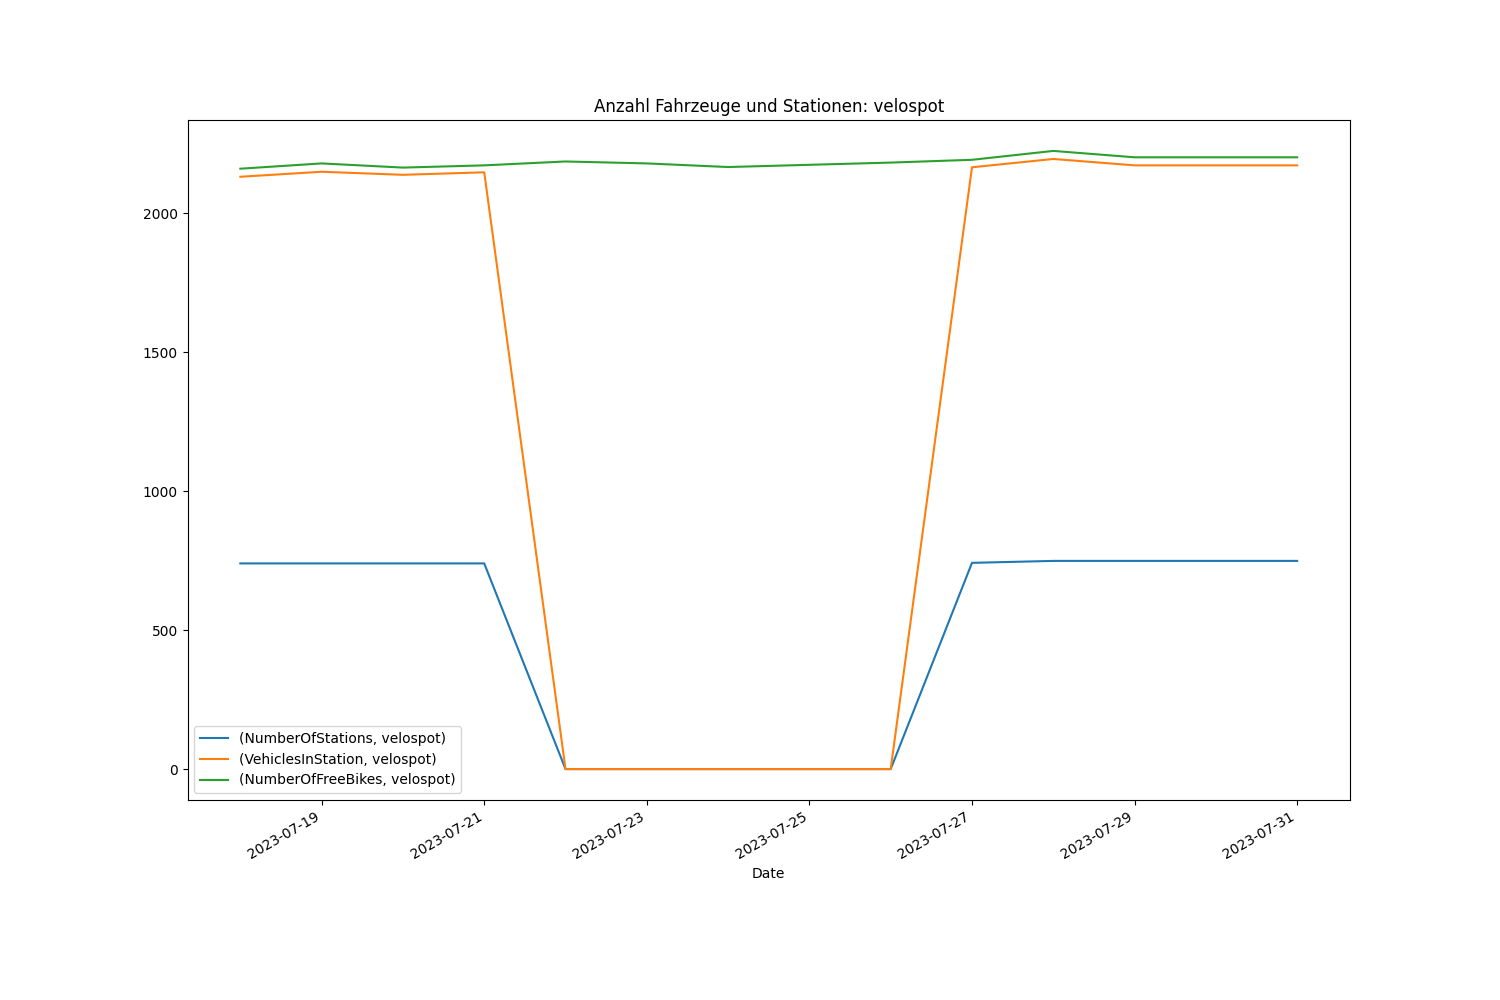 Anzahl Fahrzeuge und Stationen: velospot
2000
1500
1000
500
0
(NumberOfStations, velospot)
(VehiclesInStation, velospot)
(NumberOfFreeBikes, velospot)
2023-07-19
2023-07-21
2023-07-23
2023-07-25
2023-07-27
2023-07-29
2023-07-31
Date